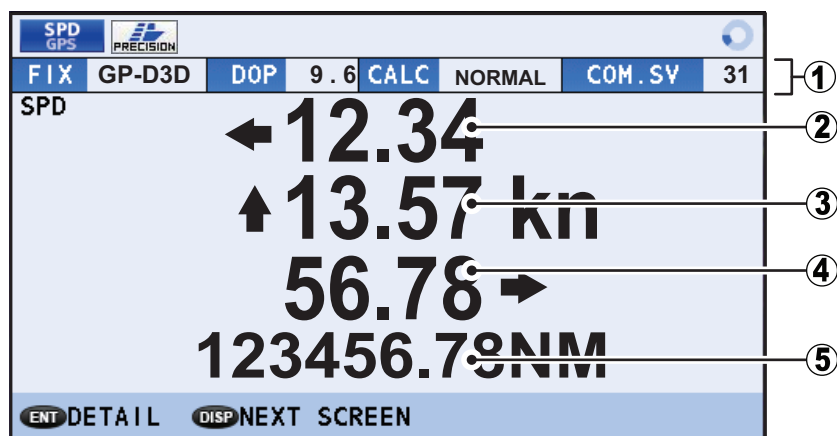 SPD
GPS
PRECISION
FIX GP-D3D DOP 9.6 CALC NORMAL COM.SV 31
1
SPD
← 12.34
2
↑ 13.57 kn
3
56.78 →
4
123456.78NM
5
ENT DETAIL DISP NEXT SCREEN